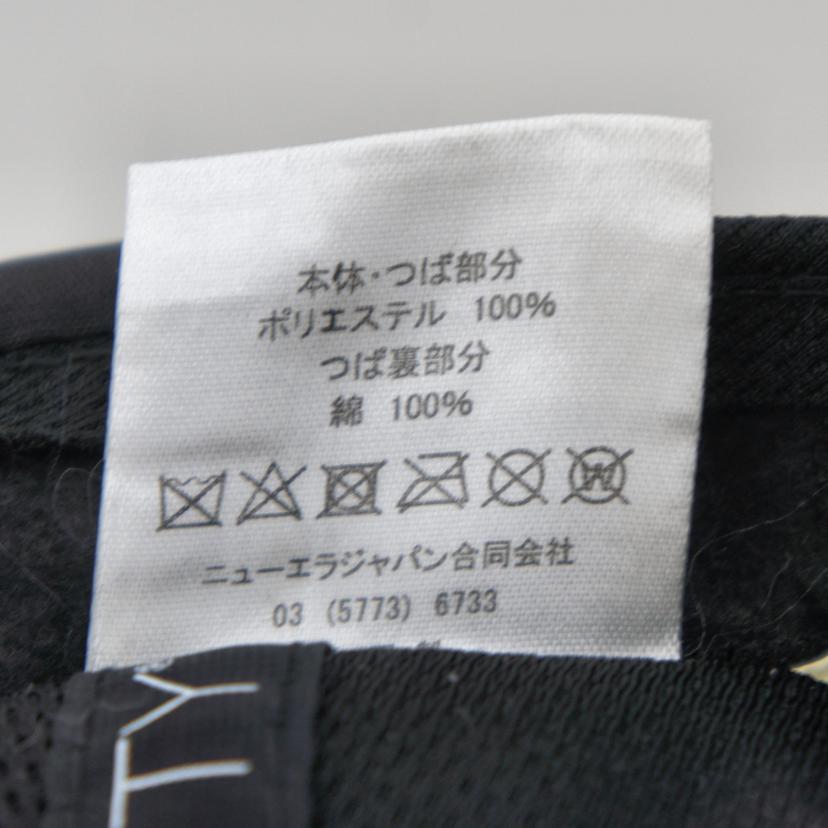 本体・つば部分
ポリエステル 100%
つば裏部分
綿 100%
W
ニューエラジャパン合同会社
03 (5773) 6733
TY